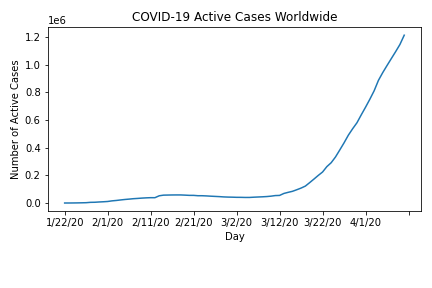 COVID-19 Active Cases Worldwide
1e6
1.2
1.0
0.8
0.6
0.4
0.2
0.0
Number of Active Cases
1/22/20 2/1/20 2/11/20 2/21/20 3/2/20 3/12/20 3/22/20 4/1/20
Day